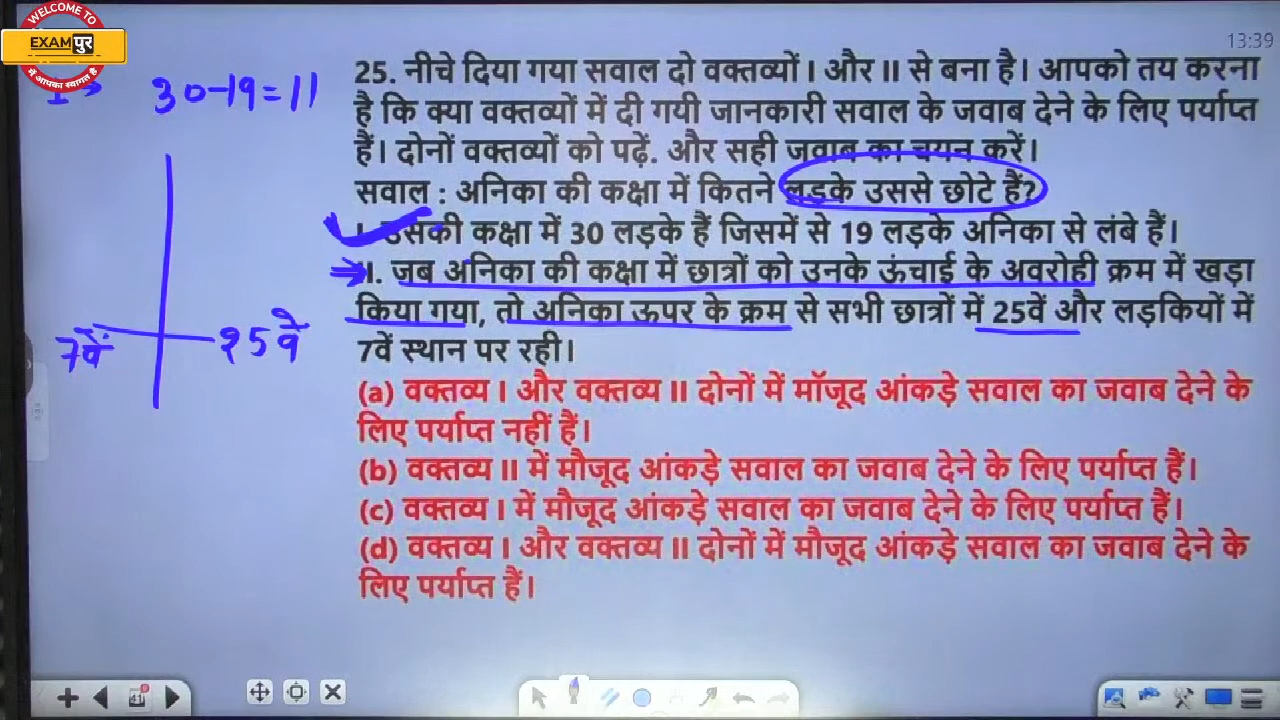 WELCOME TO
EXAM पुर
में आपका स्वागत है
13:39
30-19=11
25. नीचे दिया गया सवाल दो वक्तव्यों I और II से बना है। आपको तय करना
है कि क्या वक्तव्यों में दी गयी जानकारी सवाल के जवाब देने के लिए पर्याप्त
हैं। दोनों वक्तव्यों को पढ़ें. और सही जवाब का चयन करें।
सवाल : अनिका की कक्षा में कितने लड़के उससे छोटे हैं?
I. उसकी कक्षा में 30 लड़के हैं जिसमें से 19 लड़के अनिका से लंबे हैं।
II. जब अनिका की कक्षा में छात्रों को उनके ऊंचाई के अवरोही क्रम में खड़ा
किया गया, तो अनिका ऊपर के क्रम से सभी छात्रों में 25वें और लड़कियों में
7वें स्थान पर रही।
7वें 25वें
(a) वक्तव्य I और वक्तव्य II दोनों में मॉजूद आंकड़े सवाल का जवाब देने के
लिए पर्याप्त नहीं हैं।
(b) वक्तव्य II में मौजूद आंकड़े सवाल का जवाब देने के लिए पर्याप्त हैं।
(c) वक्तव्य I में मौजूद आंकड़े सवाल का जवाब देने के लिए पर्याप्त हैं।
(d) वक्तव्य I और वक्तव्य II दोनों में मौजूद आंकड़े सवाल का जवाब देने के
लिए पर्याप्त हैं।
41